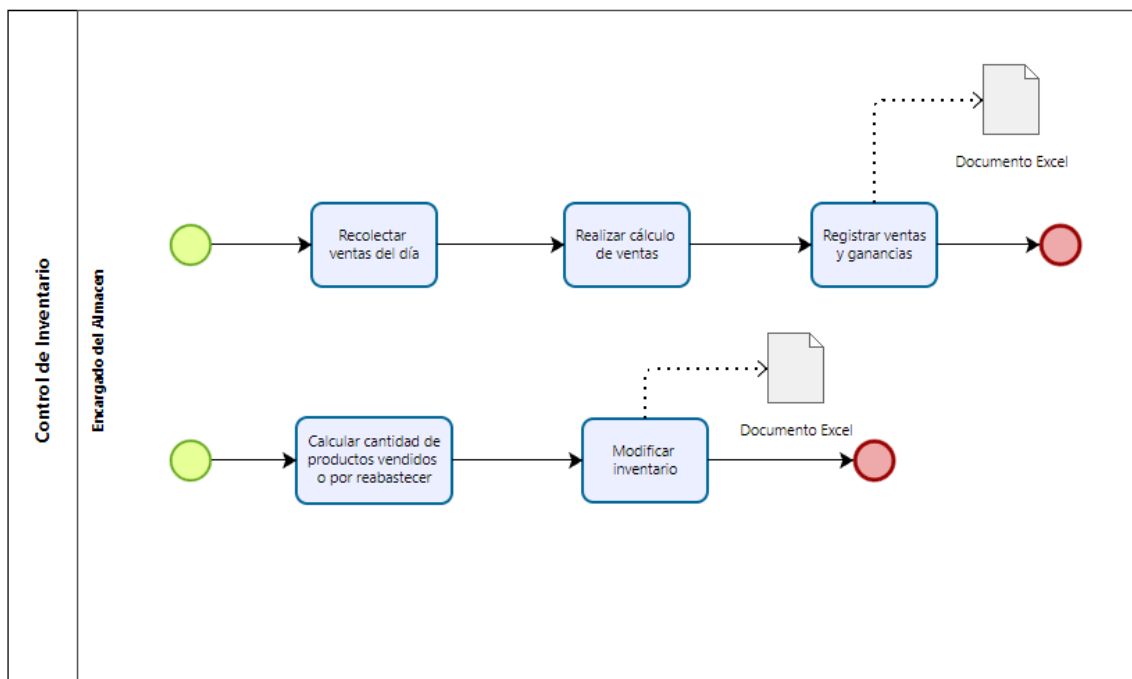 Control de Inventario
Encargado del Almacen
Documento Excel
Recolectar
ventas del día
Realizar cálculo
de ventas
Registrar ventas
y ganancias
Documento Excel
Calcular cantidad de
productos vendidos
o por reabastecer
Modificar
inventario